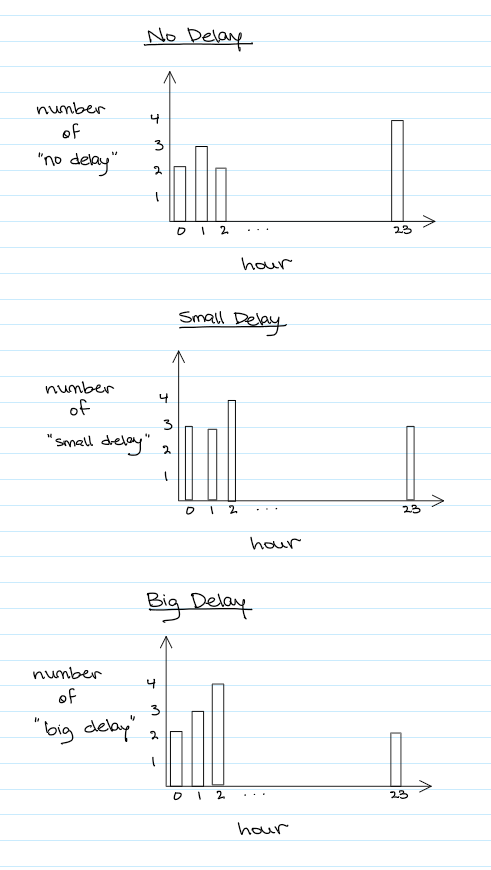 No Delay
number
of
"no delay"
4
3
2
1
0 1 2 ... 23
hour
Small Delay
number
of
"small delay"
4
3
2
1
0 1 2 ... 23
hour
Big Delay
number
of
"big delay"
4
3
2
1
0 1 2 ... 23
hour